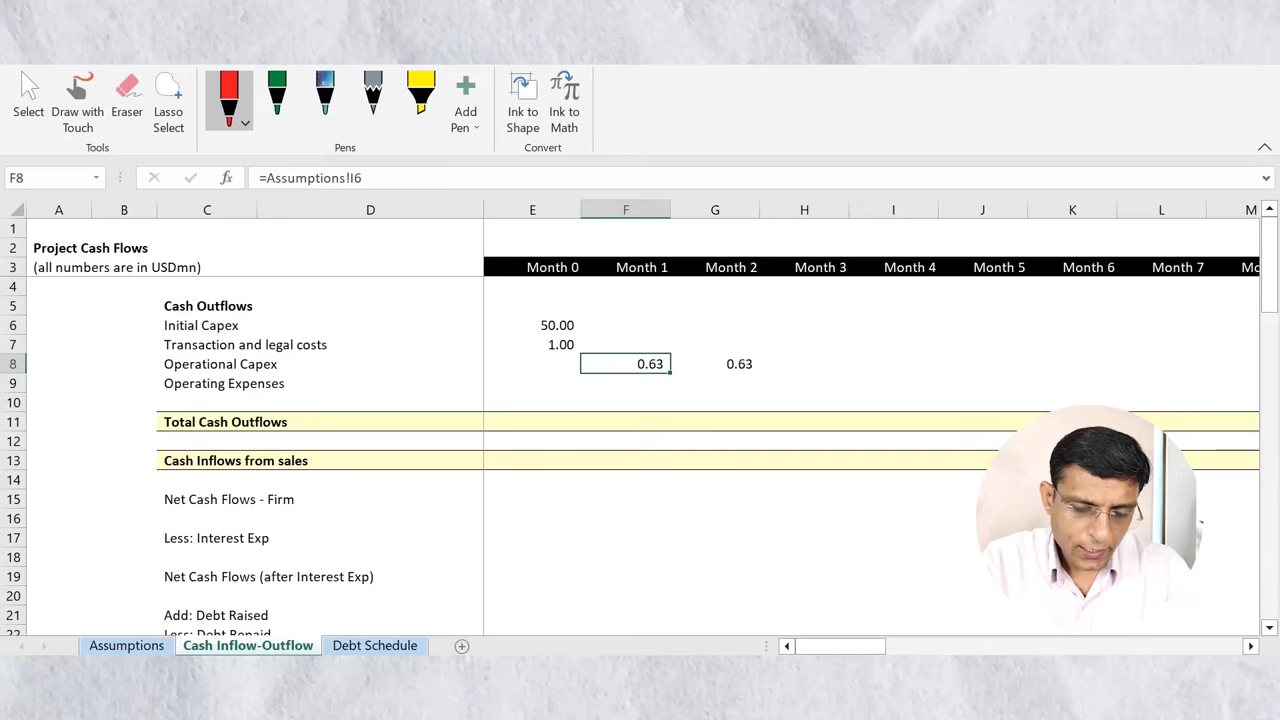 Select
Draw with Touch
Eraser
Lasso Select
Add Pen
Ink to Shape
Ink to Math
Tools
Pens
Convert
F8
fx
=Assumptions!I6
A B C D E F G H I J K L M
1
2 Project Cash Flows
3 (all numbers are in USDmn) Month 0 Month 1 Month 2 Month 3 Month 4 Month 5 Month 6 Month 7 Mo
4
5 Cash Outflows
6 Initial Capex 50.00
7 Transaction and legal costs 1.00
8 Operational Capex 0.63 0.63
9 Operating Expenses
10
11 Total Cash Outflows
12
13 Cash Inflows from sales
14
15 Net Cash Flows - Firm
16
17 Less: Interest Exp
18
19 Net Cash Flows (after Interest Exp)
20
21 Add: Debt Raised
22 Less: Debt Repaid
Assumptions
Cash Inflow-Outflow
Debt Schedule